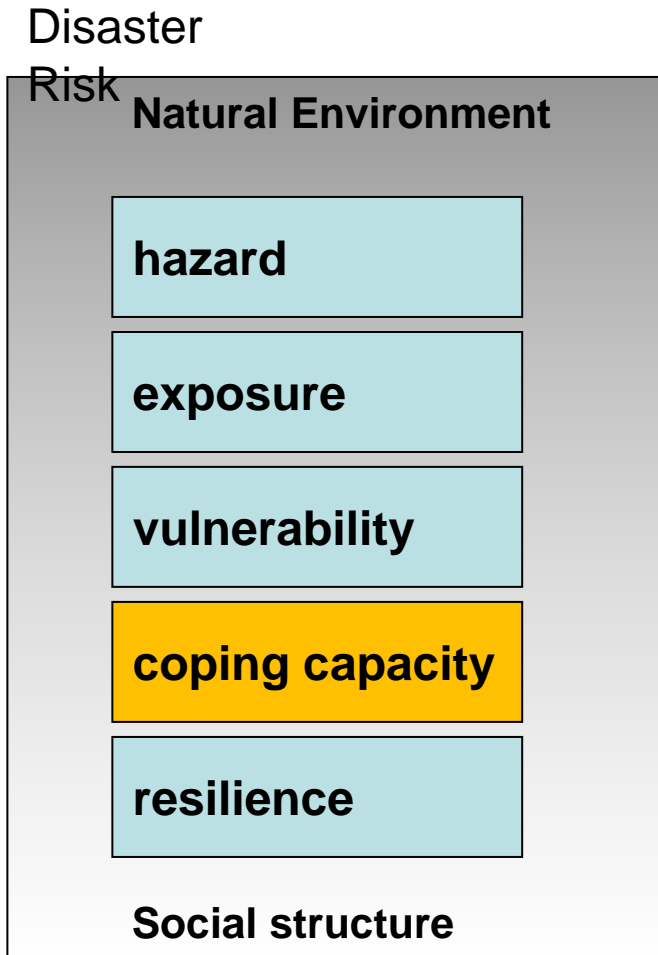 Disaster
Risk
Natural Environment
hazard
exposure
vulnerability
coping capacity
resilience
Social structure